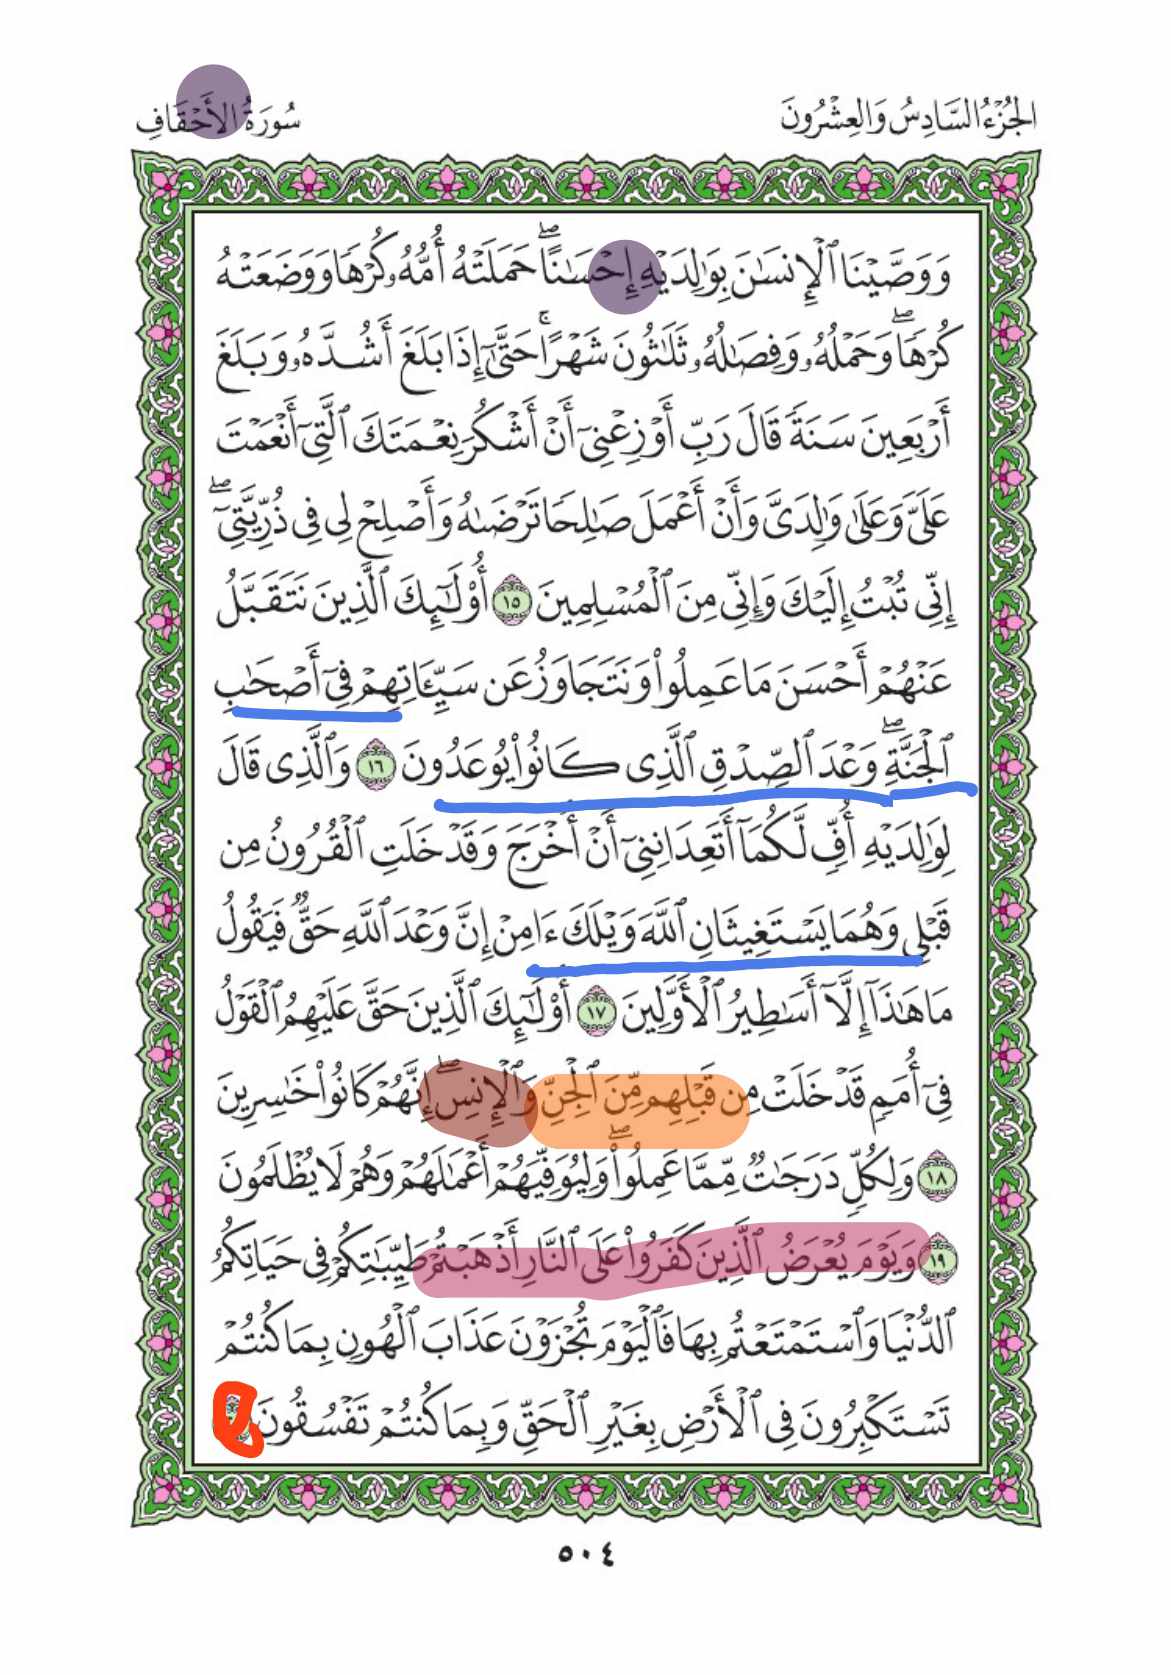 الجُزْءُ السَّادِسُ وَالعِشْرُونَ
سُورَةُ الأَحْقَافِ
وَوَصَّيْنَا ٱلْإِنسَٰنَ بِوَٰلِدَيْهِ إِحْسَٰنًا ۖ حَمَلَتْهُ أُمُّهُۥ كُرْهًا وَوَضَعَتْهُ
كُرْهًا ۖ وَحَمْلُهُۥ وَفِصَٰلُهُۥ ثَلَٰثُونَ شَهْرًا ۚ حَتَّىٰٓ إِذَا بَلَغَ أَشُدَّهُۥ وَبَلَغَ
أَرْبَعِينَ سَنَةً قَالَ رَبِّ أَوْزِعْنِىٓ أَنْ أَشْكُرَ نِعْمَتَكَ ٱلَّتِىٓ أَنْعَمْتَ
عَلَىَّ وَعَلَىٰ وَٰلِدَىَّ وَأَنْ أَعْمَلَ صَٰلِحًا تَرْضَىٰهُ وَأَصْلِحْ لِى فِى ذُرِّيَّتِىٓ ۖ
إِنِّى تُبْتُ إِلَيْكَ وَإِنِّى مِنَ ٱلْمُسْلِمِينَ ١٥ أُو۟لَٰٓئِكَ ٱلَّذِينَ نَتَقَبَّلُ
عَنْهُمْ أَحْسَنَ مَا عَمِلُوا۟ وَنَتَجَاوَزُ عَن سَيِّـَٔاتِهِمْ فِىٓ أَصْحَٰبِ
ٱلْجَنَّةِ ۖ وَعْدَ ٱلصِّدْقِ ٱلَّذِى كَانُوا۟ يُوعَدُونَ ١٦ وَٱلَّذِى قَالَ
لِوَٰلِدَيْهِ أُفٍّ لَّكُمَآ أَتَعِدَانِنِىٓ أَنْ أُخْرَجَ وَقَدْ خَلَتِ ٱلْقُرُونُ مِن
قَبْلِى وَهُمَا يَسْتَغِيثَانِ ٱللَّهَ وَيْلَكَ ءَامِنْ إِنَّ وَعْدَ ٱللَّهِ حَقٌّ فَيَقُولُ
مَا هَٰذَآ إِلَّآ أَسَٰطِيرُ ٱلْأَوَّلِينَ ١٧ أُو۟لَٰٓئِكَ ٱلَّذِينَ حَقَّ عَلَيْهِمُ ٱلْقَوْلُ
فِىٓ أُمَمٍ قَدْ خَلَتْ مِن قَبْلِهِم مِّنَ ٱلْجِنِّ وَٱلْإِنسِ ۖ إِنَّهُمْ كَانُوا۟ خَٰسِرِينَ
١٨ وَلِكُلٍّ دَرَجَٰتٌ مِّمَّا عَمِلُوا۟ ۖ وَلِيُوَفِّيَهُمْ أَعْمَٰلَهُمْ وَهُمْ لَا يُظْلَمُونَ
١٩ وَيَوْمَ يُعْرَضُ ٱلَّذِينَ كَفَرُوا۟ عَلَى ٱلنَّارِ أَذْهَبْتُمْ طَيِّبَٰتِكُمْ فِى حَيَاتِكُمُ
ٱلدُّنْيَا وَٱسْتَمْتَعْتُم بِهَا فَٱلْيَوْمَ تُجْزَوْنَ عَذَابَ ٱلْهُونِ بِمَا كُنتُمْ
تَسْتَكْبِرُونَ فِى ٱلْأَرْضِ بِغَيْرِ ٱلْحَقِّ وَبِمَا كُنتُمْ تَفْسُقُونَ
٥٠٤